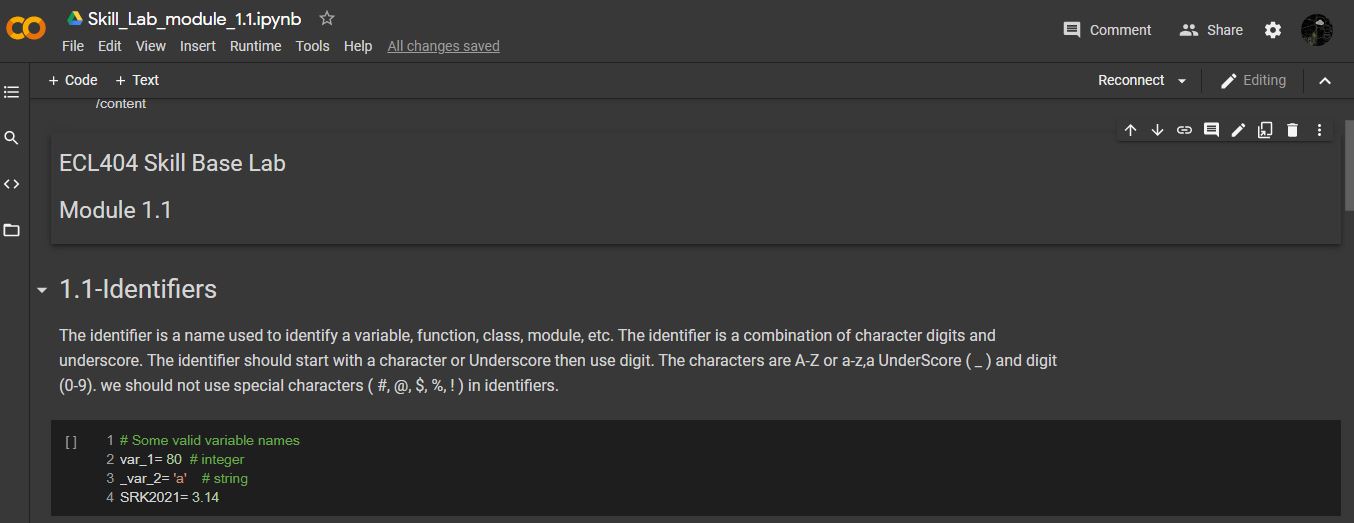 Skill_Lab_module_1.1.ipynb
File Edit View Insert Runtime Tools Help All changes saved
Comment Share
+ Code + Text
Reconnect Editing
/content
ECL404 Skill Base Lab
Module 1.1
1.1-Identifiers
The identifier is a name used to identify a variable, function, class, module, etc. The identifier is a combination of character digits and
underscore. The identifier should start with a character or Underscore then use digit. The characters are A-Z or a-z,a UnderScore ( _ ) and digit
(0-9). we should not use special characters ( #, @, $, %, ! ) in identifiers.
[ ] 1 # Some valid variable names
2 var_1= 80 # integer
3 _var_2= 'a' # string
4 SRK2021= 3.14